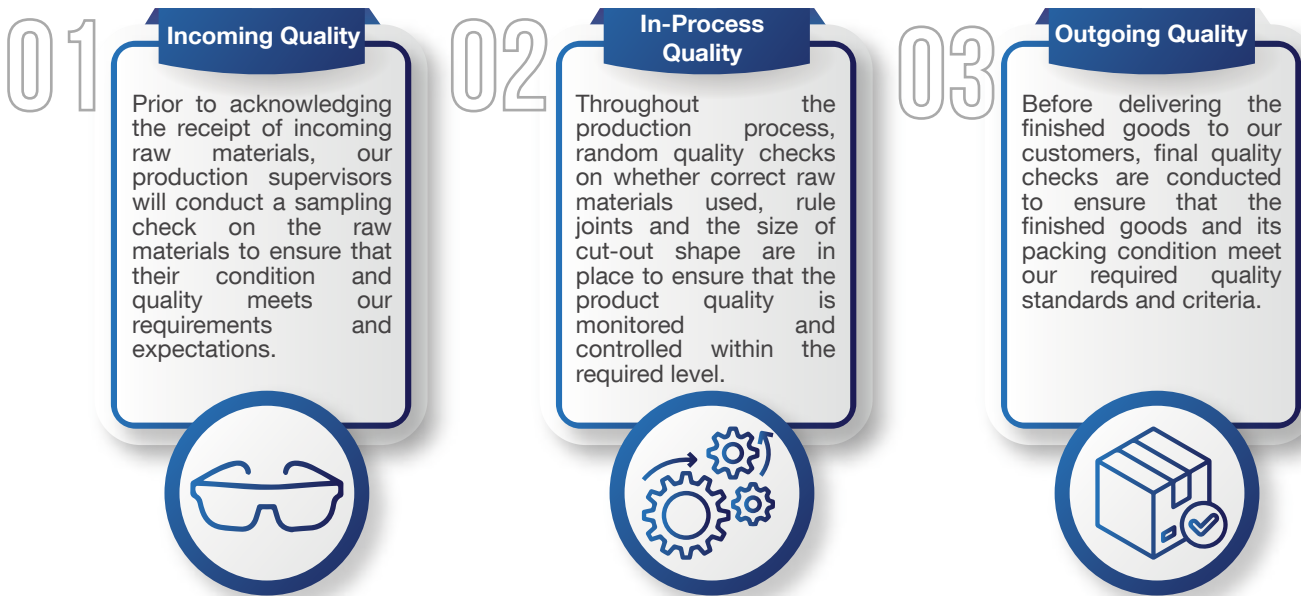 01
Incoming Quality
Prior to acknowledging
the receipt of incoming
raw materials, our
production supervisors
will conduct a sampling
check on the raw
materials to ensure that
their condition and
quality meets our
requirements and
expectations.
02
In-Process
Quality
Throughout the
production process,
random quality checks
on whether correct raw
materials used, rule
joints and the size of
cut-out shape are in
place to ensure that the
product quality is
monitored and
controlled within the
required level.
03
Outgoing Quality
Before delivering the
finished goods to our
customers, final quality
checks are conducted
to ensure that the
finished goods and its
packing condition meet
our required quality
standards and criteria.